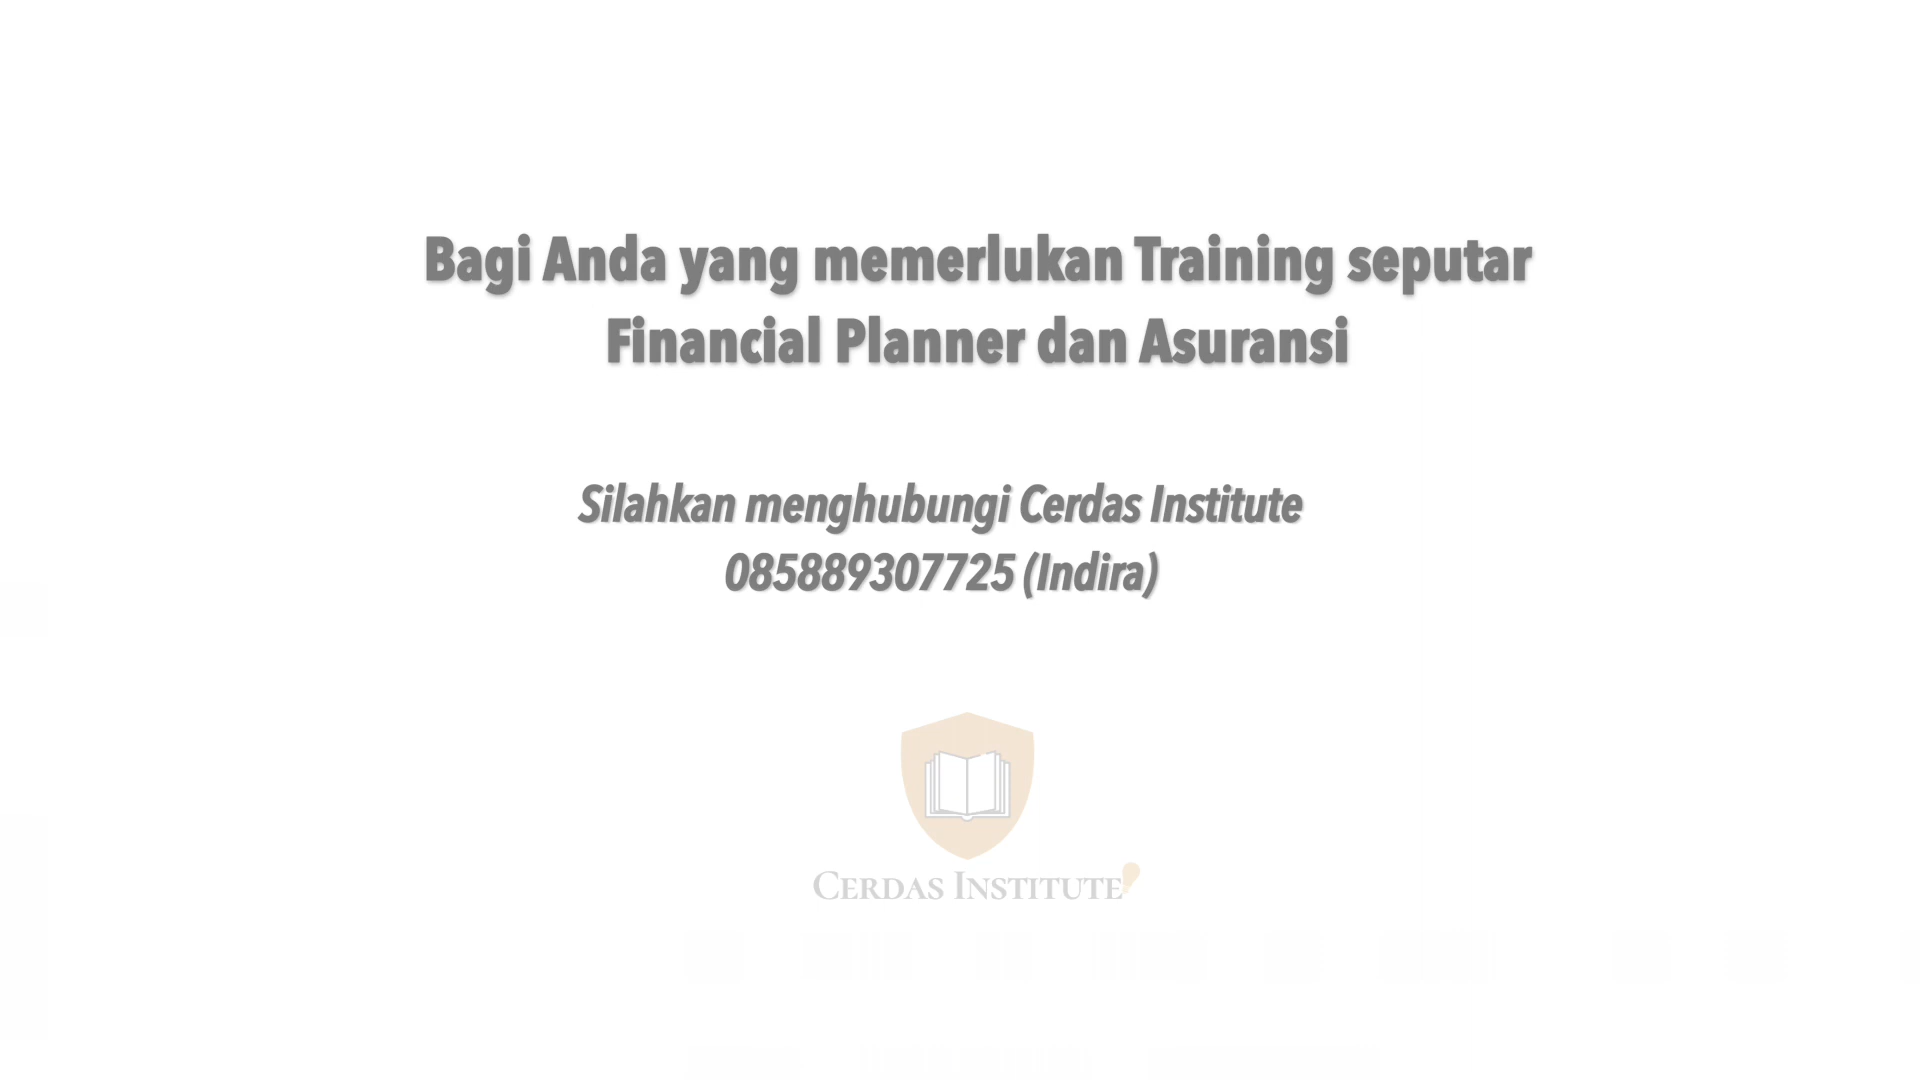 Bagi Anda yang memerlukan Training seputar
Financial Planner dan Asuransi
Silahkan menghubungi Cerdas Institute
085889307725 (Indira)
CERDAS INSTITUTE